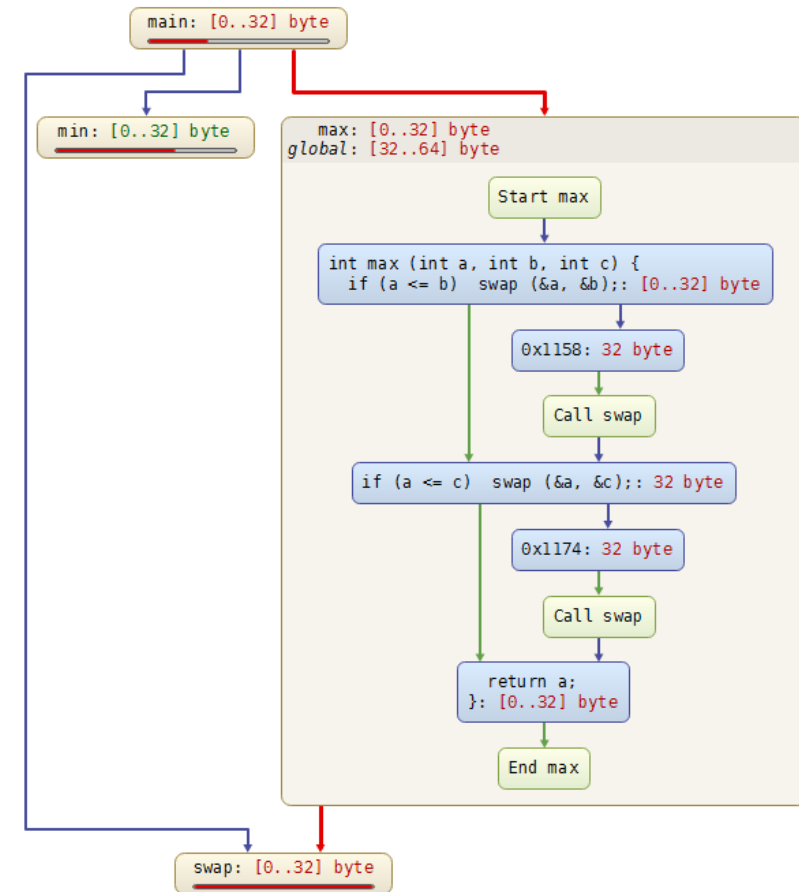 main: [0..32] byte
min: [0..32] byte
max: [0..32] byte
global: [32..64] byte
Start max
int max (int a, int b, int c) {
if (a <= b)  swap (&a, &b);: [0..32] byte
0x1158: 32 byte
Call swap
if (a <= c)  swap (&a, &c);: 32 byte
0x1174: 32 byte
Call swap
return a;
}: [0..32] byte
End max
swap: [0..32] byte